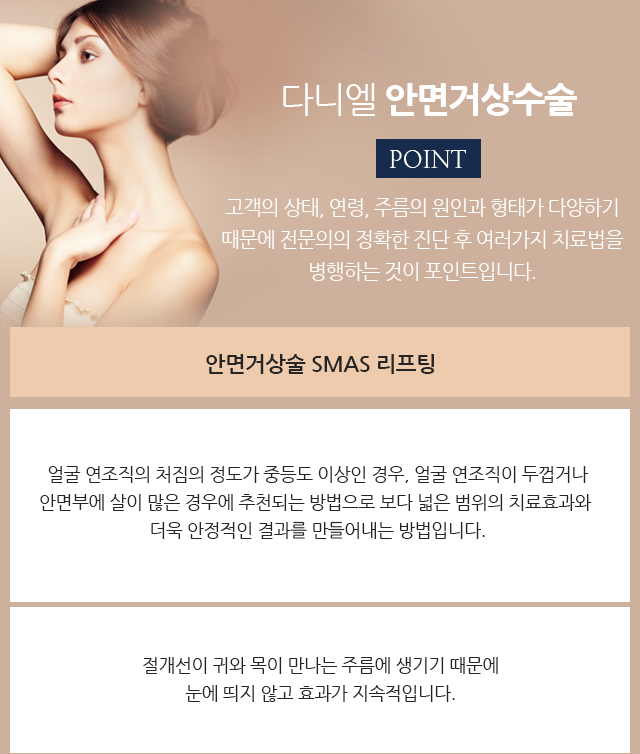 다니엘 안면거상수술
POINT
고객의 상태, 연령, 주름의 원인과 형태가 다양하기
때문에 전문의의 정확한 진단 후 여러가지 치료법을
병행하는 것이 포인트입니다.
안면거상술 SMAS 리프팅
얼굴 연조직의 처짐의 정도가 중등도 이상인 경우, 얼굴 연조직이 두껍거나
안면부에 살이 많은 경우에 추천되는 방법으로 보다 넓은 범위의 치료효과와
더욱 안정적인 결과를 만들어내는 방법입니다.
절개선이 귀와 목이 만나는 주름에 생기기 때문에
눈에 띄지 않고 효과가 지속적입니다.